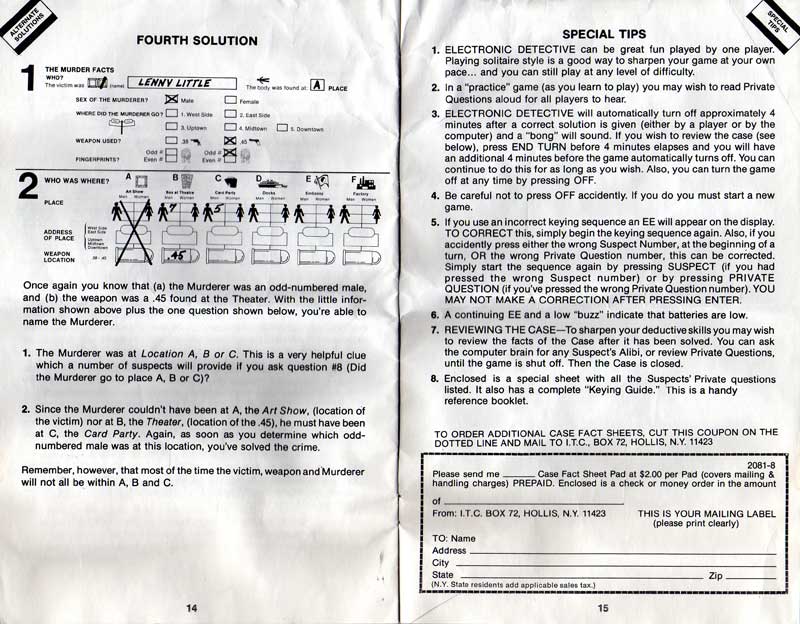 ALTERNATE
SOLUTIONS
FOURTH SOLUTION
1
THE MURDER FACTS
WHO?
The victim was (name) LENNY LITTLE The body was found at: A PLACE
SEX OF THE MURDERER? Male Female
WHERE DID THE MURDERER GO? 1. West Side 2. East Side
3. Uptown 4. Midtown 5. Downtown
WEAPON USED? .38 .45
FINGERPRINTS? Odd # Odd #
Even # Even #
2
WHO WAS WHERE? A B C D E F
Art Show Box at Theatre Card Party Docks Embassy Factory
PLACE Men Women Men Women Men Women Men Women Men Women Men Women
7 5
ADDRESS
OF PLACE
West Side
East Side
Uptown
Midtown
Downtown
WEAPON
LOCATION .38 - .45 .45
Once again you know that (a) the Murderer was an odd-numbered male,
and (b) the weapon was a .45 found at the Theater. With the little infor-
mation shown above plus the one question shown below, you're able to
name the Murderer.
1. The Murderer was at Location A, B or C. This is a very helpful clue
which a number of suspects will provide if you ask question #8 (Did
the Murderer go to place A, B or C)?
2. Since the Murderer couldn't have been at A, the Art Show, (location of
the victim) nor at B, the Theater, (location of the .45), he must have been
at C, the Card Party. Again, as soon as you determine which odd-
numbered male was at this location, you've solved the crime.
Remember, however, that most of the time the victim, weapon and Murderer
will not all be within A, B and C.
14
SPECIAL
TIPS
SPECIAL TIPS
1. ELECTRONIC DETECTIVE can be great fun played by one player.
Playing solitaire style is a good way to sharpen your game at your own
pace... and you can still play at any level of difficulty.
2. In a "practice" game (as you learn to play) you may wish to read Private
Questions aloud for all players to hear.
3. ELECTRONIC DETECTIVE will automatically turn off approximately 4
minutes after a correct solution is given (either by a player or by the
computer) and a "bong" will sound. If you wish to review the case (see
below), press END TURN before 4 minutes elapses and you will have
an additional 4 minutes before the game automatically turns off. You can
continue to do this for as long as you wish. Also, you can turn the game
off at any time by pressing OFF.
4. Be careful not to press OFF accidently. If you do you must start a new
game.
5. If you use an incorrect keying sequence an EE will appear on the display.
TO CORRECT this, simply begin the keying sequence again. Also, if you
accidently press either the wrong Suspect Number, at the beginning of a
turn, OR the wrong Private Question number, this can be corrected.
Simply start the sequence again by pressing SUSPECT (if you had
pressed the wrong Suspect number) or by pressing PRIVATE
QUESTION (if you've pressed the wrong Private Question number). YOU
MAY NOT MAKE A CORRECTION AFTER PRESSING ENTER.
6. A continuing EE and a low "buzz" indicate that batteries are low.
7. REVIEWING THE CASE—To sharpen your deductive skills you may wish
to review the facts of the Case after it has been solved. You can ask
the computer brain for any Suspect's Alibi, or review Private Questions,
until the game is shut off. Then the Case is closed.
8. Enclosed is a special sheet with all the Suspects' Private questions
listed. It also has a complete "Keying Guide." This is a handy
reference booklet.
TO ORDER ADDITIONAL CASE FACT SHEETS, CUT THIS COUPON ON THE
DOTTED LINE AND MAIL TO I.T.C., BOX 72, HOLLIS, N.Y. 11423
2081-8
Please send me ______ Case Fact Sheet Pad at $2.00 per Pad (covers mailing &
handling charges) PREPAID. Enclosed is a check or money order in the amount
of
From: I.T.C. BOX 72, HOLLIS, N.Y. 11423 THIS IS YOUR MAILING LABEL
(please print clearly)
TO: Name
Address
City
State Zip
(N.Y. State residents add applicable sales tax.)
15